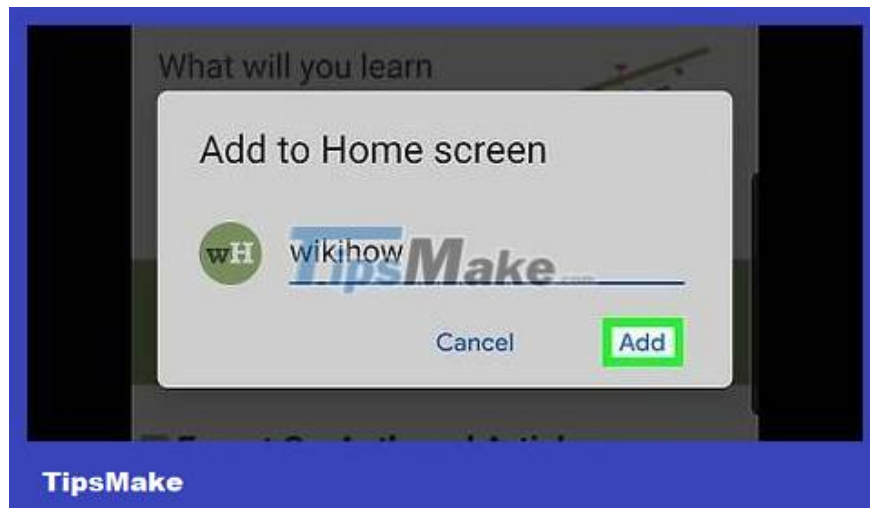 What will you learn
Add to Home screen
wH wikihow
TipsMake.com
Cancel Add
TipsMake